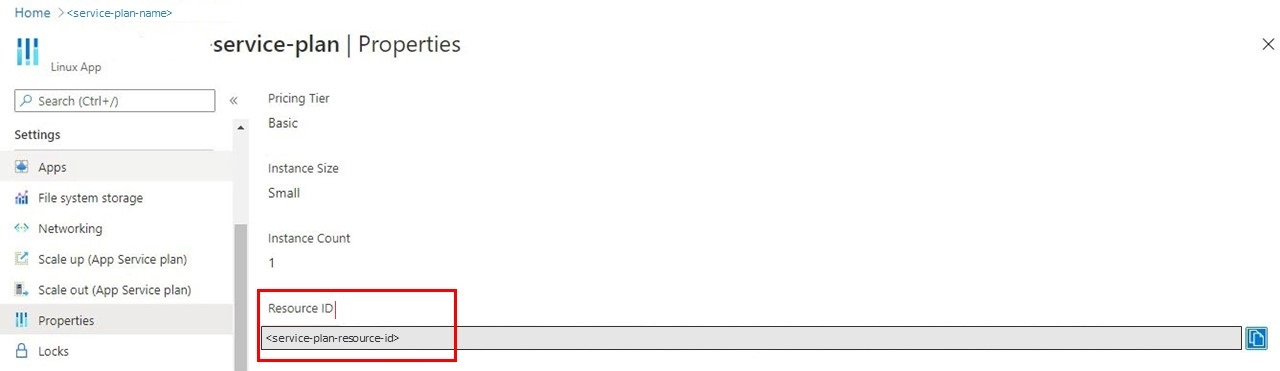 Home > <service-plan-name>
-service-plan | Properties
Linux App
Search (Ctrl+/)
«
Settings
Apps
File system storage
Networking
Scale up (App Service plan)
Scale out (App Service plan)
Properties
Locks
Pricing Tier
Basic
Instance Size
Small
Instance Count
1
Resource ID
<service-plan-resource-id>